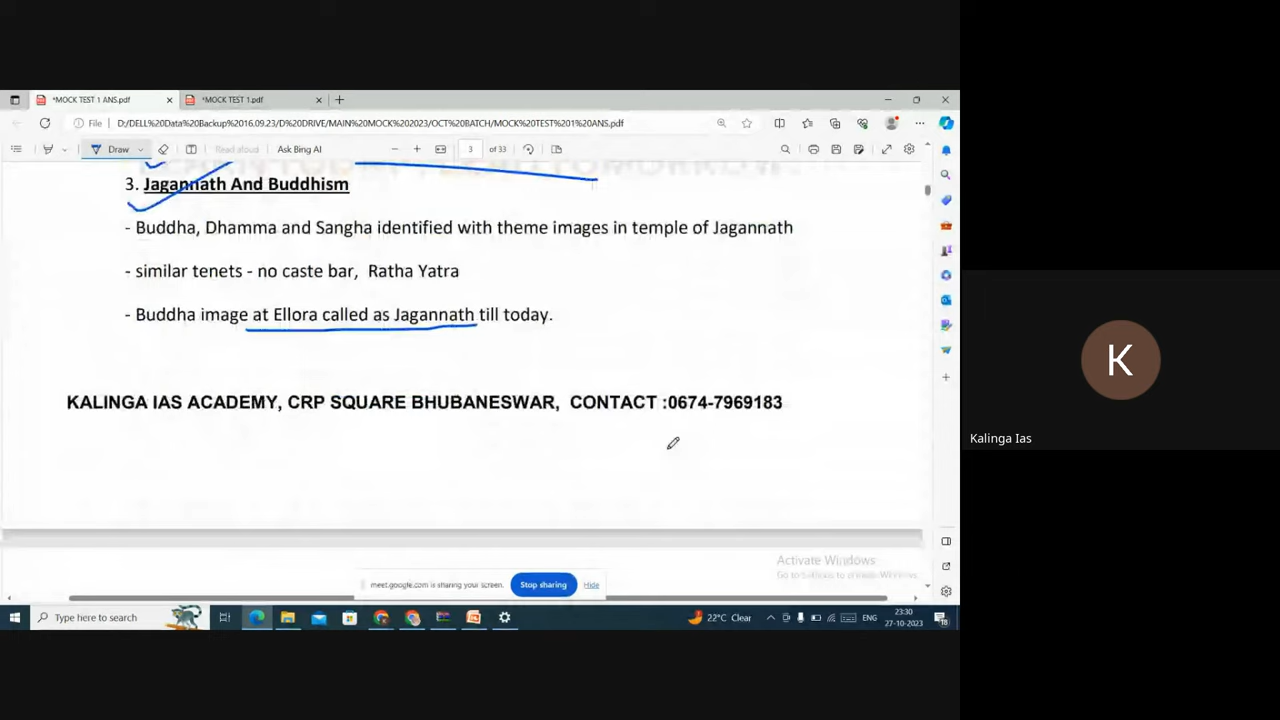 *MOCK TEST 1 ANS.pdf
*MOCK TEST 1.pdf
File D:/DELL%20Data%20Backup%2016.09.23/D%20DRIVE/MAIN%20MOCK%202023/OCT%20BATCH/MOCK%20TEST%201%20ANS.pdf
Draw Read aloud Ask Bing AI 3 of 33
3. Jagannath And Buddhism
- Buddha, Dhamma and Sangha identified with theme images in temple of Jagannath
- similar tenets - no caste bar, Ratha Yatra
- Buddha image at Ellora called as Jagannath till today.
KALINGA IAS ACADEMY, CRP SQUARE BHUBANESWAR, CONTACT :0674-7969183
K
Kalinga Ias
Activate Windows
meet.google.com is sharing your screen. Stop sharing Hide
Type here to search
22°C Clear ENG
23:30
27-10-2023